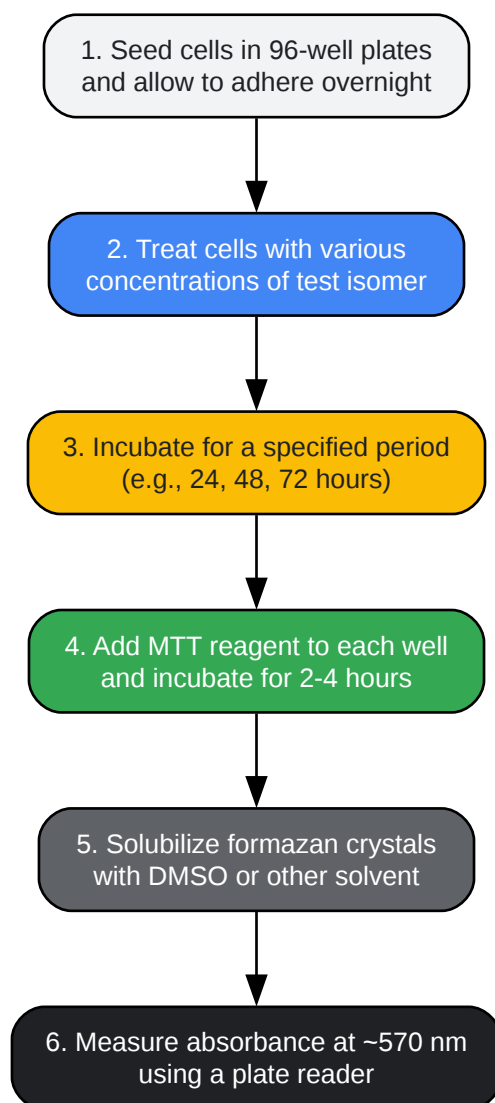 1. Seed cells in 96-well plates
and allow to adhere overnight
2. Treat cells with various
concentrations of test isomer
3. Incubate for a specified period
(e.g., 24, 48, 72 hours)
4. Add MTT reagent to each well
and incubate for 2-4 hours
5. Solubilize formazan crystals
with DMSO or other solvent
6. Measure absorbance at ~570 nm
using a plate reader